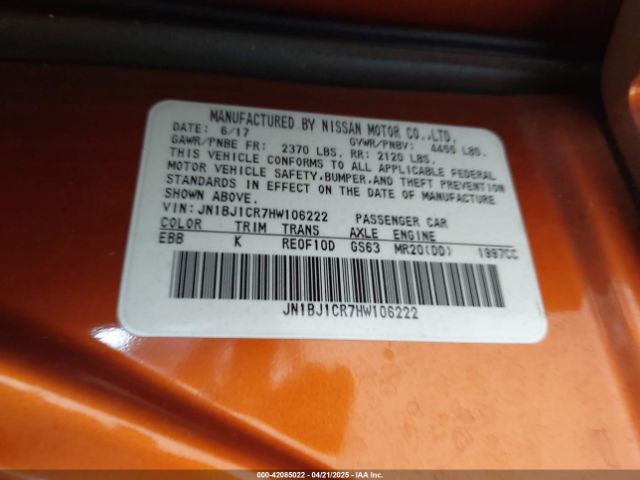 MANUFACTURED BY NISSAN MOTOR CO.,LTD.
DATE: 6/17 GVWR/PNBV: 4455 LBS.
GAWR/PNBE FR: 2370 LBS. RR: 2120 LBS.
THIS VEHICLE CONFORMS TO ALL APPLICABLE FEDERAL
MOTOR VEHICLE SAFETY,BUMPER,AND THEFT PREVENTION
STANDARDS IN EFFECT ON THE DATE OF MANUFACTURE
SHOWN ABOVE.
VIN: JN1BJ1CR7HW106222 PASSENGER CAR
COLOR TRIM TRANS AXLE ENGINE
EBB K RE0F10D GS63 MR20(DD) 1997CC
JN1BJ1CR7HW106222
000-42085022 - 04/21/2025 - IAAI.COM